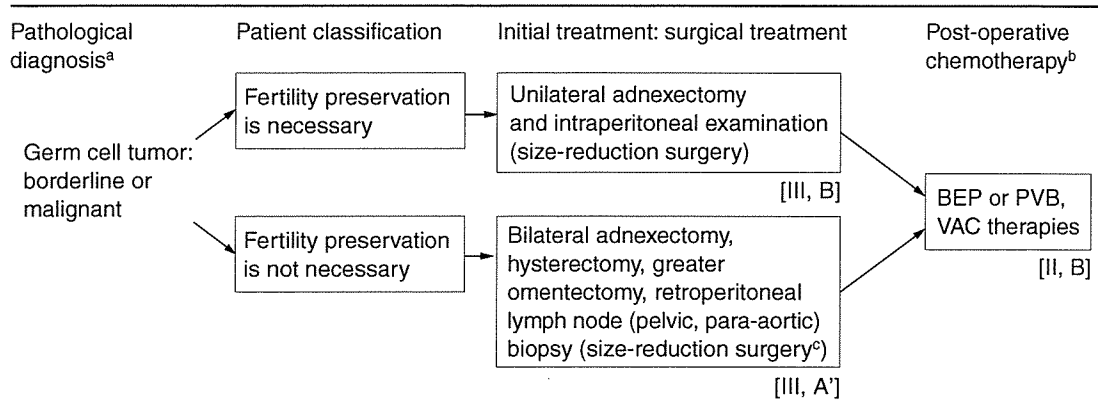 Pathological
diagnosisᵃ
Patient classification
Initial treatment: surgical treatment
Post-operative
chemotherapyᵇ
Germ cell tumor:
borderline or
malignant
Fertility preservation
is necessary
Unilateral adnexectomy
and intraperitoneal examination
(size-reduction surgery)
[III, B]
Fertility preservation
is not necessary
Bilateral adnexectomy,
hysterectomy, greater
omentectomy, retroperitoneal
lymph node (pelvic, para-aortic)
biopsy (size-reduction surgeryᶜ)
[III, A’]
BEP or PVB,
VAC therapies
[II, B]